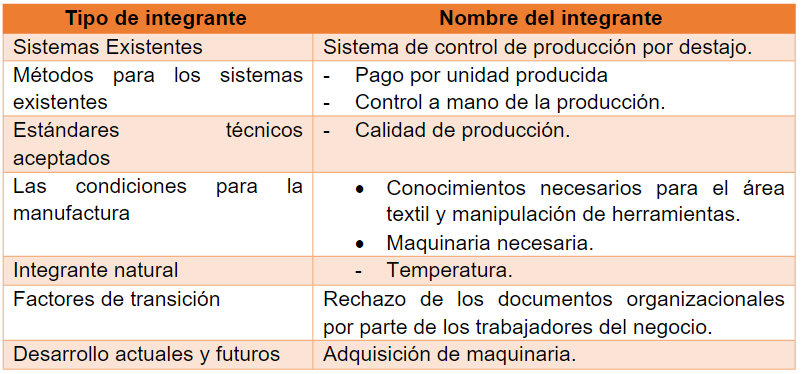 Tipo de integrante Nombre del integrante
Sistemas Existentes Sistema de control de producción por destajo.
Métodos para los sistemas existentes
- Pago por unidad producida
- Control a mano de la producción.
Estándares técnicos aceptados
- Calidad de producción.
Las condiciones para la manufactura
• Conocimientos necesarios para el área textil y manipulación de herramientas.
• Maquinaria necesaria.
Integrante natural - Temperatura.
Factores de transición Rechazo de los documentos organizacionales por parte de los trabajadores del negocio.
Desarrollo actuales y futuros Adquisición de maquinaria.